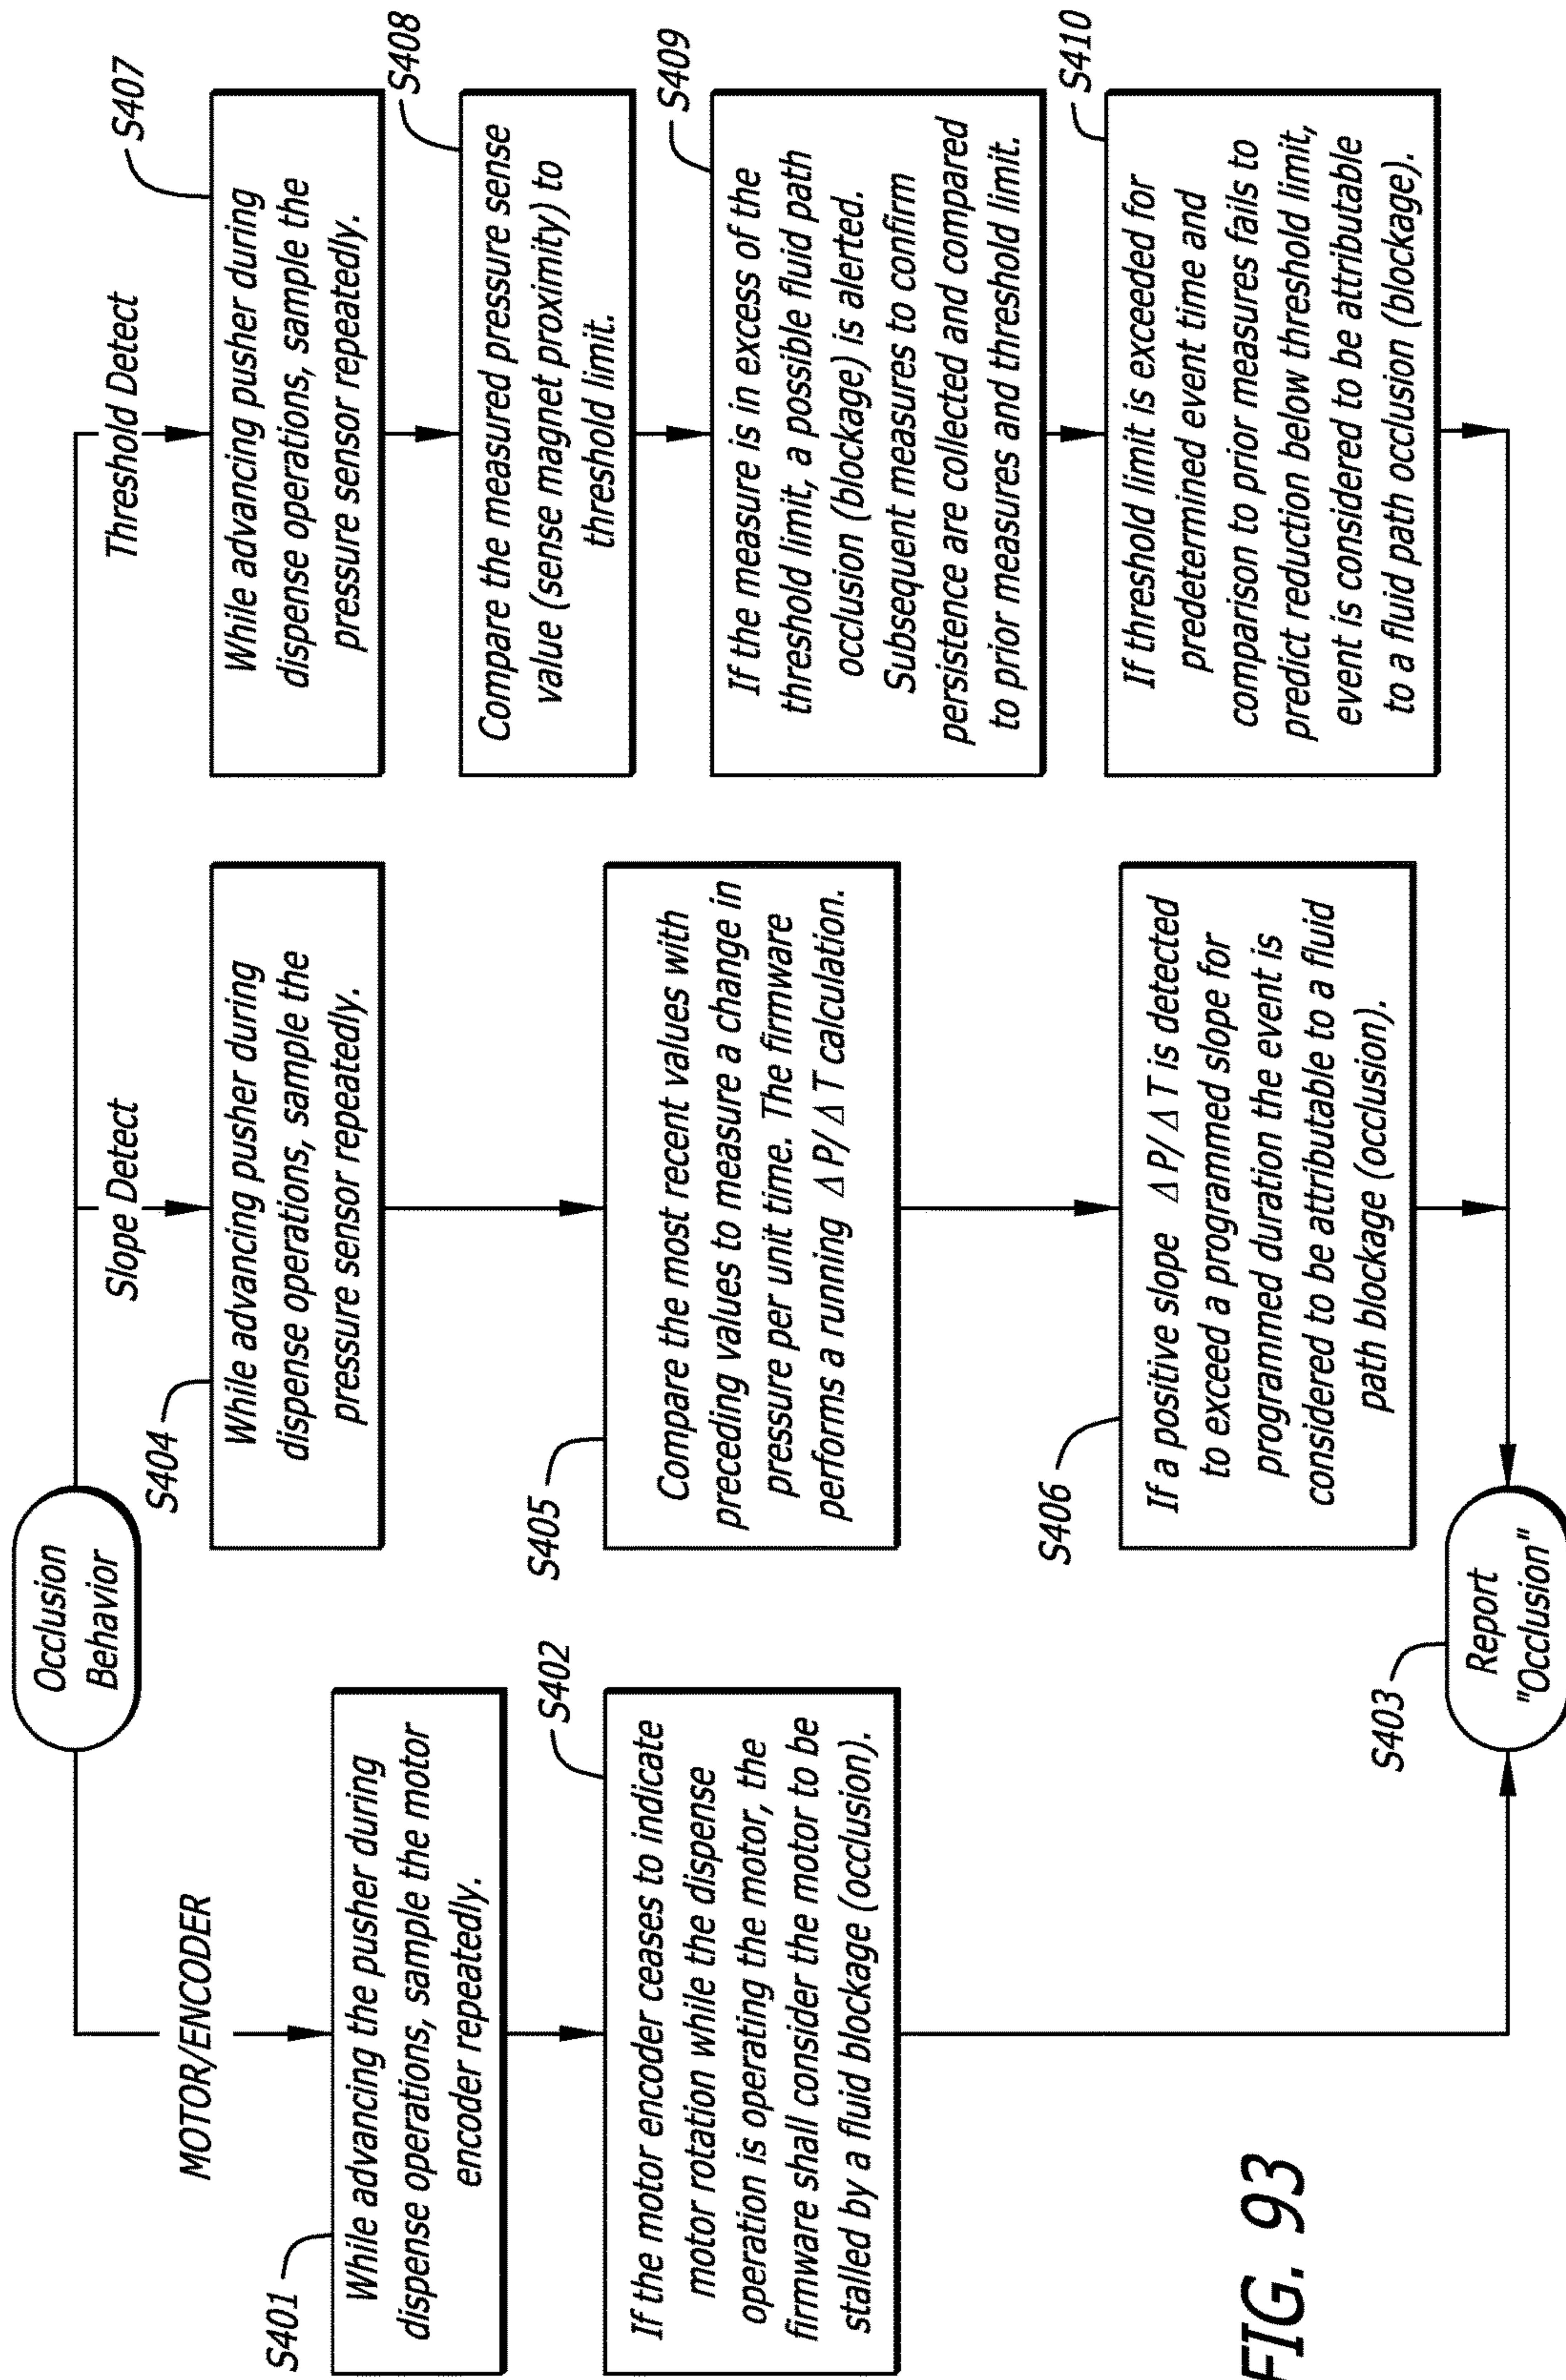 Occlusion
Behavior
MOTOR/ENCODER
S401
While advancing the pusher during
dispense operations, sample the motor
encoder repeatedly.
S402
If the motor encoder ceases to indicate
motor rotation while the dispense
operation is operating the motor, the
firmware shall consider the motor to be
stalled by a fluid blockage (occlusion).
Slope Detect
S404
While advancing pusher during
dispense operations, sample the
pressure sensor repeatedly.
S405
Compare the most recent values with
preceding values to measure a change in
pressure per unit time. The firmware
performs a running Δ P/ Δ T calculation.
S406
If a positive slope Δ P/ Δ T is detected
to exceed a programmed slope for
programmed duration the event is
considered to be attributable to a fluid
path blockage (occlusion).
Threshold Detect
S407
While advancing pusher during
dispense operations, sample the
pressure sensor repeatedly.
S408
Compare the measured pressure sense
value (sense magnet proximity) to
threshold limit.
S409
If the measure is in excess of the
threshold limit, a possible fluid path
occlusion (blockage) is alerted.
Subsequent measures to confirm
persistence are collected and compared
to prior measures and threshold limit.
S410
If threshold limit is exceeded for
predetermined event time and
comparison to prior measures fails to
predict reduction below threshold limit,
event is considered to be attributable
to a fluid path occlusion (blockage).
S403
Report
"Occlusion"
FIG. 93